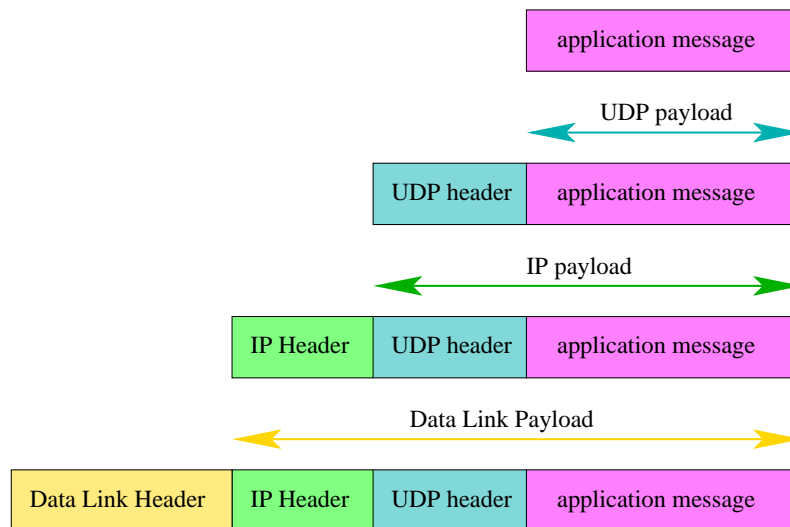 application message
UDP payload
UDP header application message
IP payload
IP Header UDP header application message
Data Link Payload
Data Link Header IP Header UDP header application message